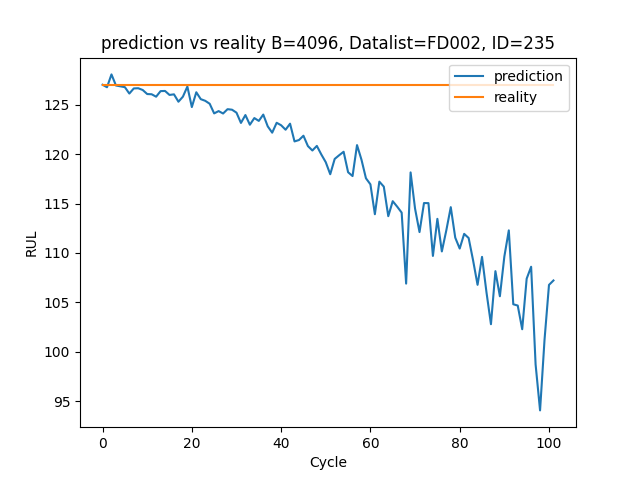 prediction vs reality B=4096, Datalist=FD002, ID=235
prediction
reality
125
120
115
110
105
100
95
RUL
0 20 40 60 80 100
Cycle